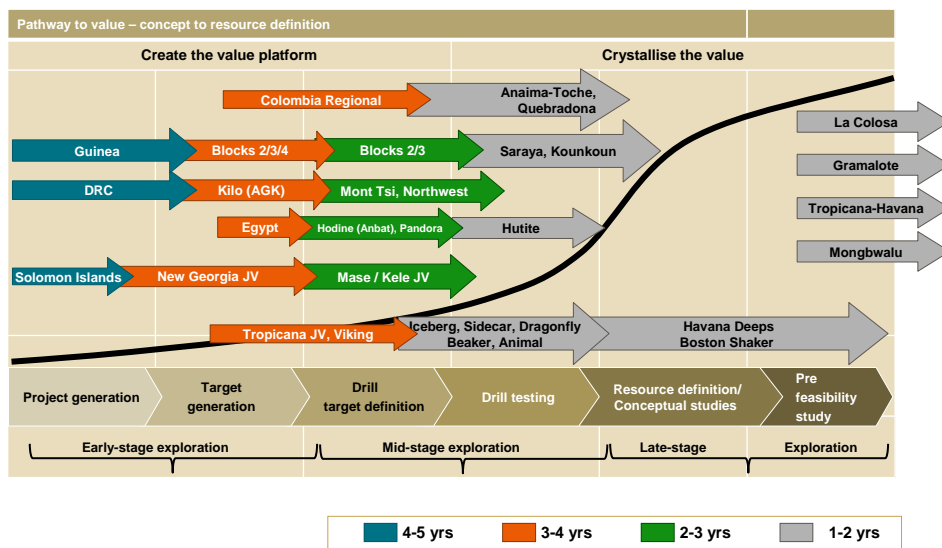 Pathway to value – concept to resource definition
Create the value platform
Crystallise the value
Colombia Regional
Anaima-Toche,
Quebradona
La Colosa
Guinea
Blocks 2/3/4
Blocks 2/3
Saraya, Kounkoun
Gramalote
DRC
Kilo (AGK)
Mont Tsi, Northwest
Tropicana-Havana
Egypt
Hodine (Anbat), Pandora
Hutite
Mongbwalu
Solomon Islands
New Georgia JV
Mase / Kele JV
Tropicana JV, Viking
Iceberg, Sidecar, Dragonfly
Beaker, Animal
Havana Deeps
Boston Shaker
Project generation
Target
generation
Drill
target definition
Drill testing
Resource definition/
Conceptual studies
Pre
feasibility
study
Early-stage exploration
Mid-stage exploration
Late-stage
Exploration
4-5 yrs
3-4 yrs
2-3 yrs
1-2 yrs